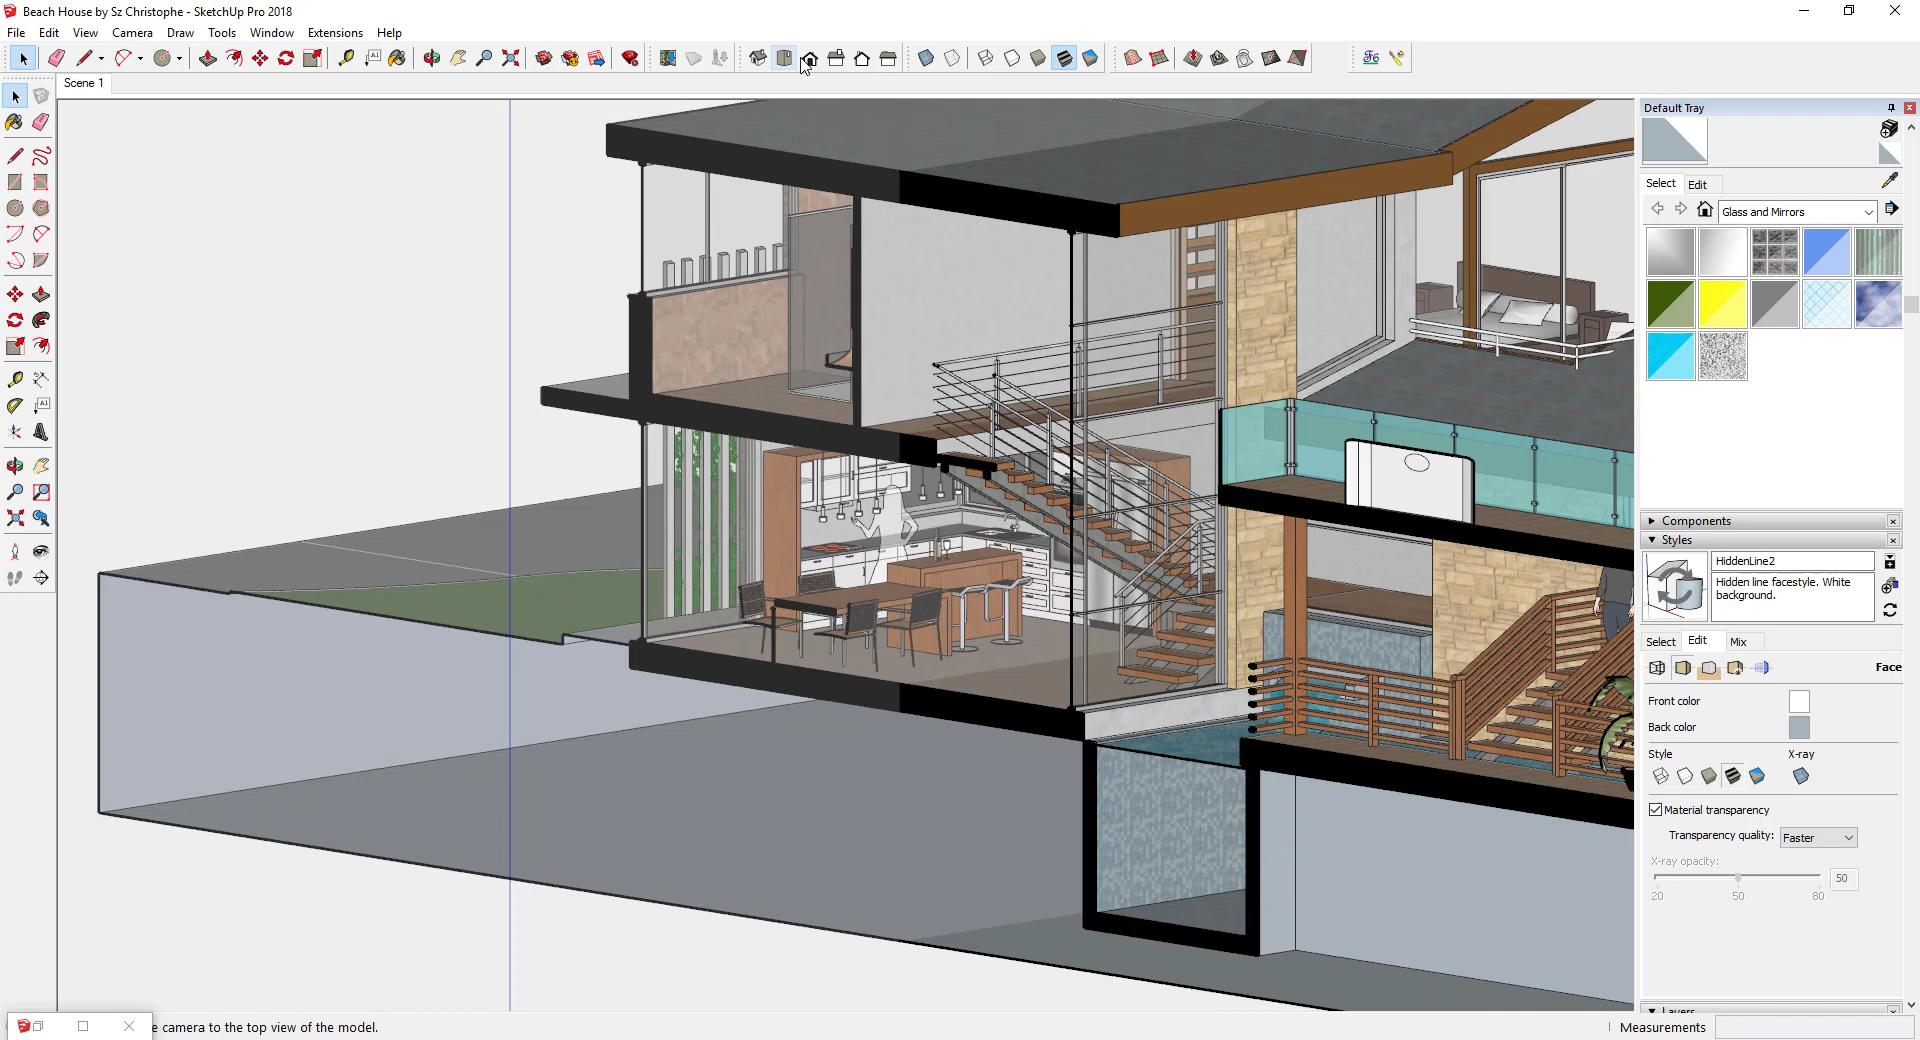 Beach House by Sz Christophe - SketchUp Pro 2018
File Edit View Camera Draw Tools Window Extensions Help
Scene 1
Default Tray
Select Edit
Glass and Mirrors
Components
Styles
HiddenLine2
Hidden line facestyle. White
background.
Select Edit Mix
Face
Front color
Back color
Style X-ray
Material transparency
Transparency quality: Faster
X-ray opacity:
50
20 50 80
Layers
e camera to the top view of the model.
Measurements